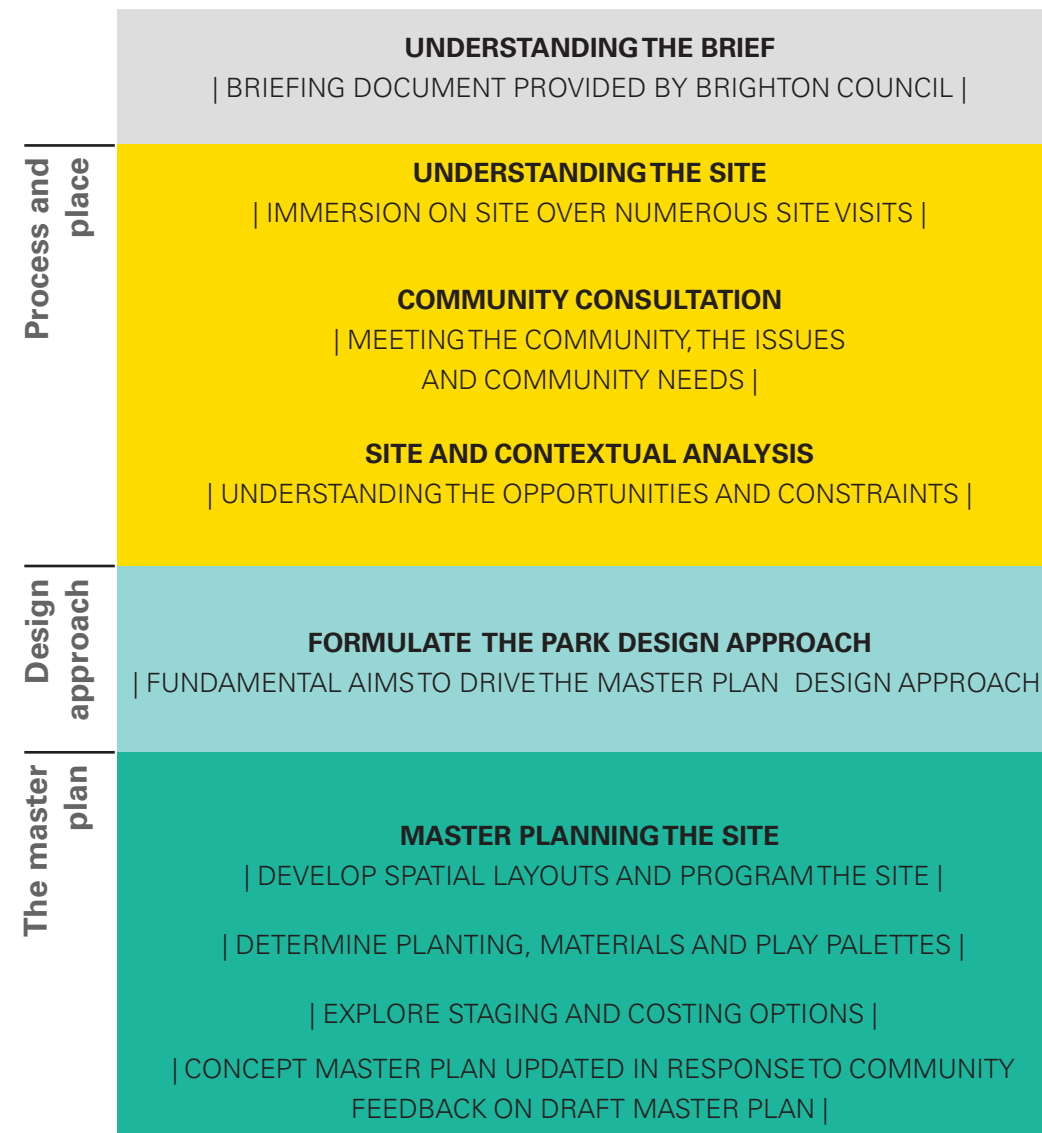 UNDERSTANDING THE BRIEF
| BRIEFING DOCUMENT PROVIDED BY BRIGHTON COUNCIL |
Process and
place
UNDERSTANDING THE SITE
| IMMERSION ON SITE OVER NUMEROUS SITE VISITS |
COMMUNITY CONSULTATION
| MEETING THE COMMUNITY, THE ISSUES
AND COMMUNITY NEEDS |
SITE AND CONTEXTUAL ANALYSIS
| UNDERSTANDING THE OPPORTUNITIES AND CONSTRAINTS |
Design
approach
FORMULATE THE PARK DESIGN APPROACH
| FUNDAMENTAL AIMS TO DRIVE THE MASTER PLAN DESIGN APPROACH
The master
plan
MASTER PLANNING THE SITE
| DEVELOP SPATIAL LAYOUTS AND PROGRAM THE SITE |
| DETERMINE PLANTING, MATERIALS AND PLAY PALETTES |
| EXPLORE STAGING AND COSTING OPTIONS |
| CONCEPT MASTER PLAN UPDATED IN RESPONSE TO COMMUNITY
FEEDBACK ON DRAFT MASTER PLAN |